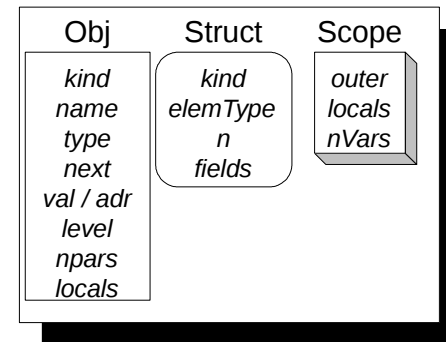 Obj
kind
name
type
next
val / adr
level
npars
locals
Struct
kind
elemType
n
fields
Scope
outer
locals
nVars